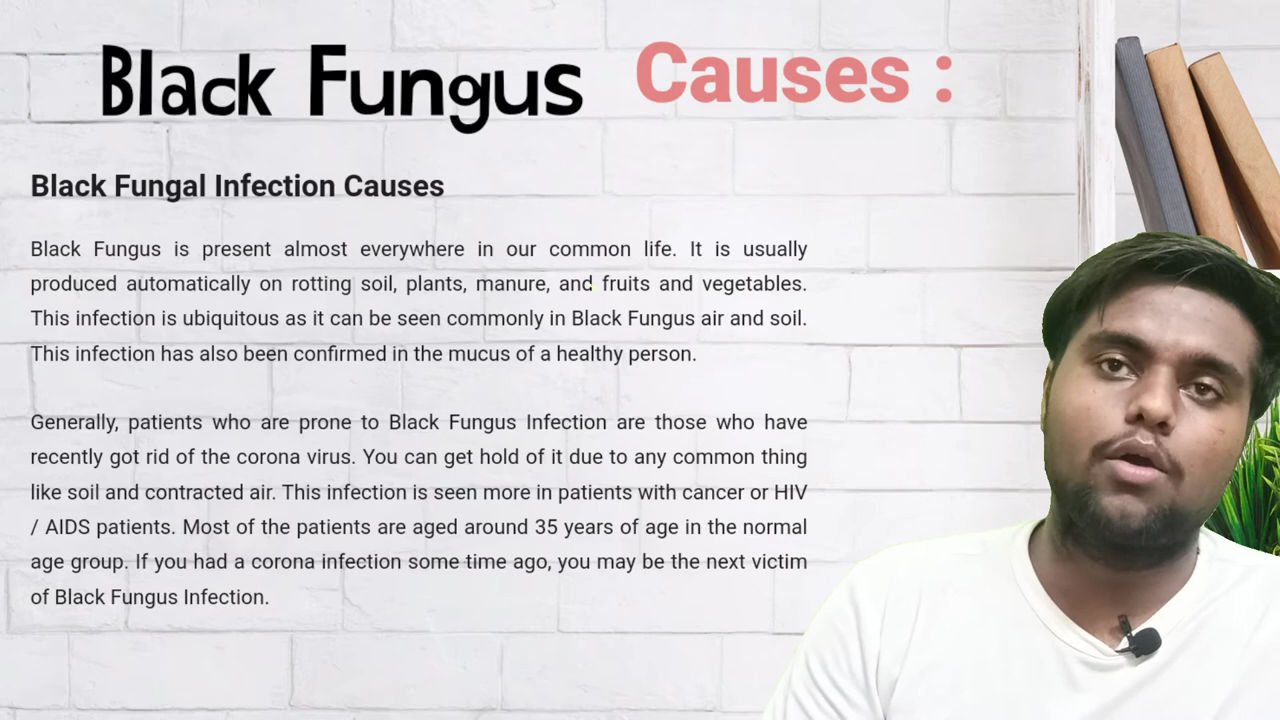 Black Fungus Causes :
Black Fungal Infection Causes
Black Fungus is present almost everywhere in our common life. It is usually
produced automatically on rotting soil, plants, manure, and fruits and vegetables.
This infection is ubiquitous as it can be seen commonly in Black Fungus air and soil.
This infection has also been confirmed in the mucus of a healthy person.
Generally, patients who are prone to Black Fungus Infection are those who have
recently got rid of the corona virus. You can get hold of it due to any common thing
like soil and contracted air. This infection is seen more in patients with cancer or HIV
/ AIDS patients. Most of the patients are aged around 35 years of age in the normal
age group. If you had a corona infection some time ago, you may be the next victim
of Black Fungus Infection.